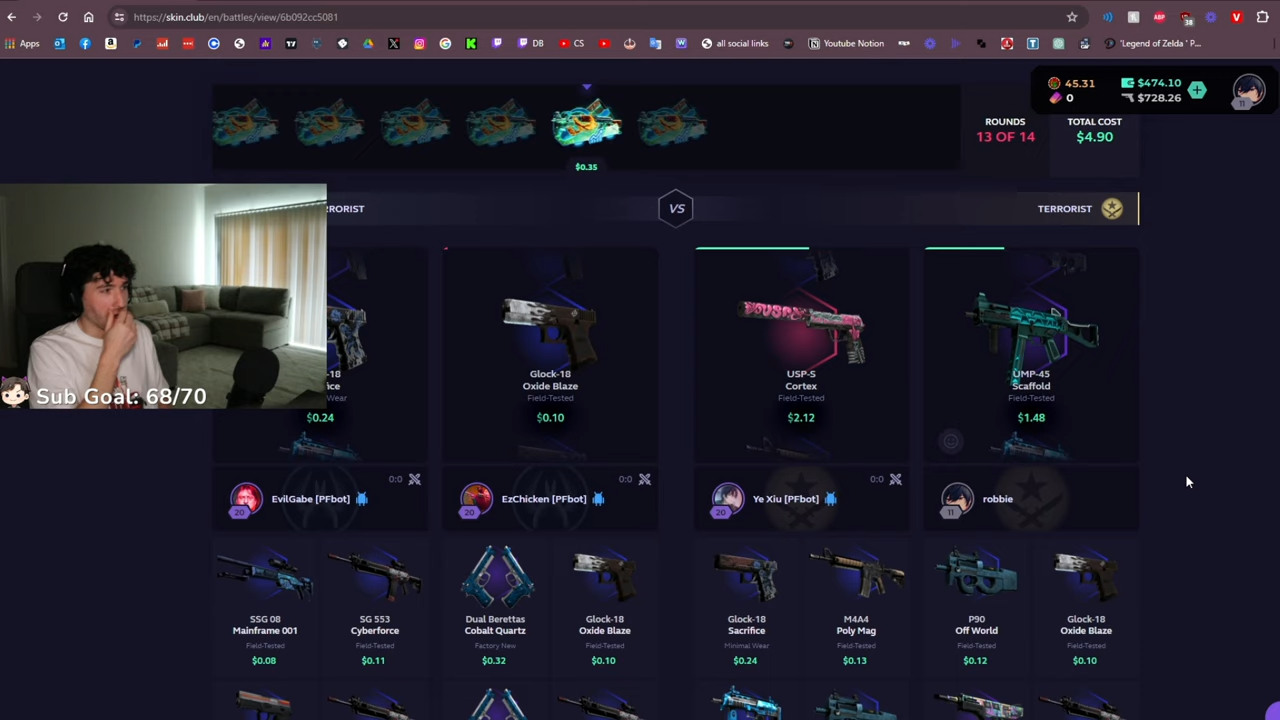 https://skin.club/en/battles/view/6b092cc5081
Apps
DB
CS
all social links
Youtube Notion
'Legend of Zelda ' P...
45.31
$474.10
0
$728.26
11
ROUNDS
13 OF 14
TOTAL COST
$4.90
$0.35
RRORIST
VS
TERRORIST
Wear
$0.24
Glock-18
Oxide Blaze
Field-Tested
$0.10
USP-S
Cortex
Field-Tested
$2.12
UMP-45
Scaffold
Field-Tested
$1.48
Sub Goal: 68/70
0:0
EvilGabe [PFbot]
20
0:0
EzChicken [PFbot]
20
0:0
Ye Xiu [PFbot]
20
robbie
11
SSG 08
Mainframe 001
Field-Tested
$0.08
SG 553
Cyberforce
Field-Tested
$0.11
Dual Berettas
Cobalt Quartz
Factory New
$0.32
Glock-18
Oxide Blaze
Field-Tested
$0.10
Glock-18
Sacrifice
Minimal Wear
$0.24
M4A4
Poly Mag
Field-Tested
$0.13
P90
Off World
Field-Tested
$0.12
Glock-18
Oxide Blaze
Field-Tested
$0.10